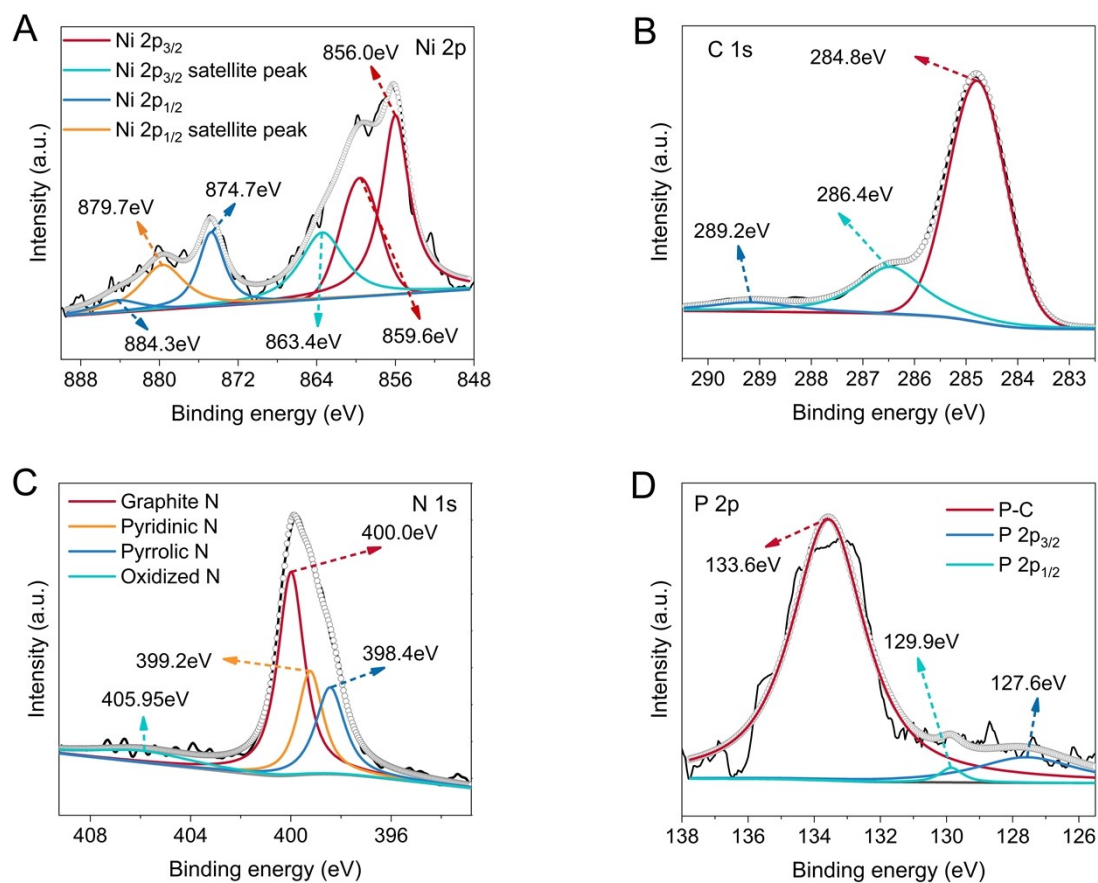 A
Ni 2p
Ni 2p3/2
Ni 2p3/2 satellite peak
Ni 2p1/2
Ni 2p1/2 satellite peak
856.0eV
874.7eV
879.7eV
884.3eV
863.4eV
859.6eV
Intensity (a.u.)
888 880 872 864 856 848
Binding energy (eV)
B
C 1s
284.8eV
286.4eV
289.2eV
Intensity (a.u.)
290 289 288 287 286 285 284 283
Binding energy (eV)
C
N 1s
Graphite N
Pyridinic N
Pyrrolic N
Oxidized N
400.0eV
399.2eV
398.4eV
405.95eV
Intensity (a.u.)
408 404 400 396
Binding energy (eV)
D
P 2p
P-C
P 2p3/2
P 2p1/2
133.6eV
129.9eV
127.6eV
Intensity (a.u.)
138 136 134 132 130 128 126
Binding energy (eV)